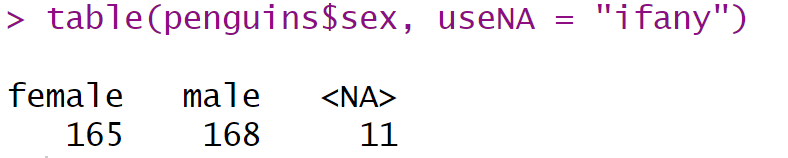 > table(penguins$sex, useNA = "ifany")
female male <NA>
165 168 11